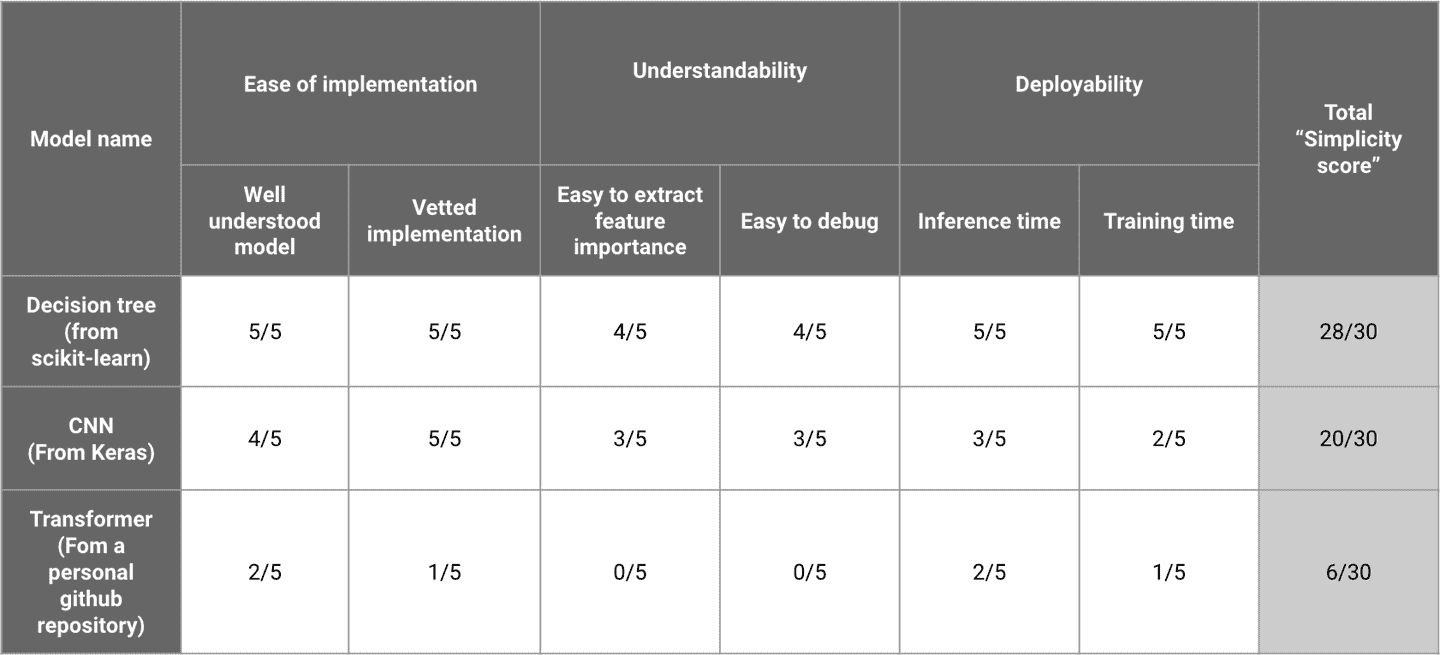 Model name
Ease of implementation
Understandability
Deployability
Total
“Simplicity
score”
Well
understood
model
Vetted
implementation
Easy to extract
feature
importance
Easy to debug
Inference time
Training time
Decision tree
(from
scikit-learn)
5/5
5/5
4/5
4/5
5/5
5/5
28/30
CNN
(From Keras)
4/5
5/5
3/5
3/5
3/5
2/5
20/30
Transformer
(Fom a
personal
github
repository)
2/5
1/5
0/5
0/5
2/5
1/5
6/30